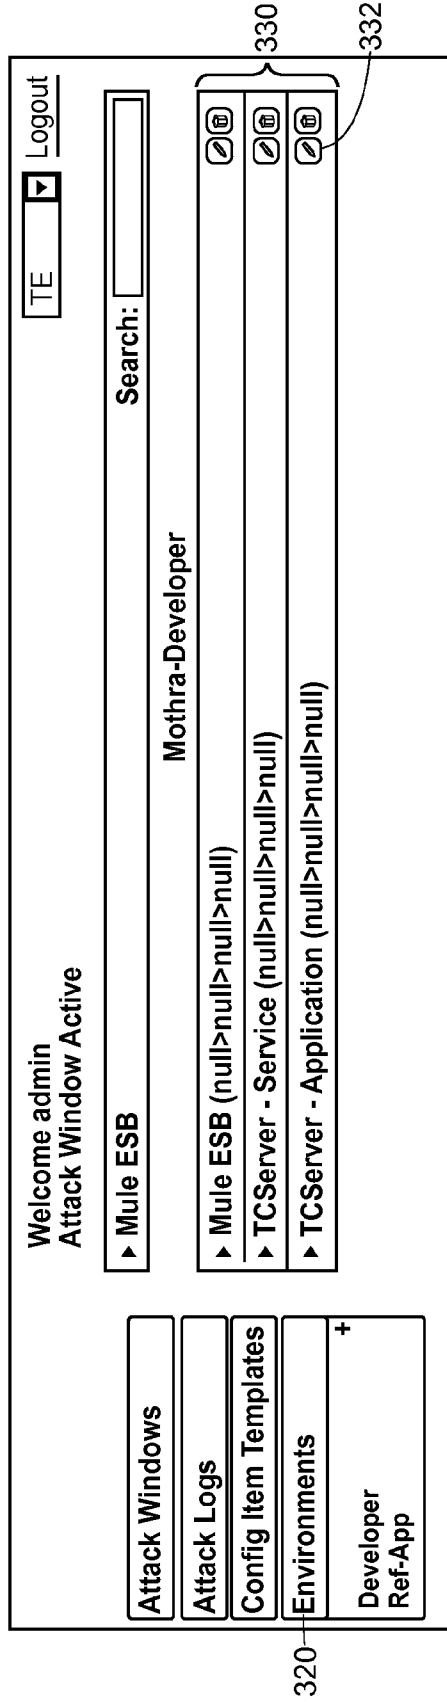 Welcome admin
Attack Window Active
TE
Logout
Mule ESB
Search:
Mothra-Developer
Mule ESB (null>null>null>null)
TCServer - Service (null>null>null>null)
TCServer - Application (null>null>null>null)
330
332
Attack Windows
Attack Logs
Config Item Templates
Environments
320
+
Developer
Ref-App